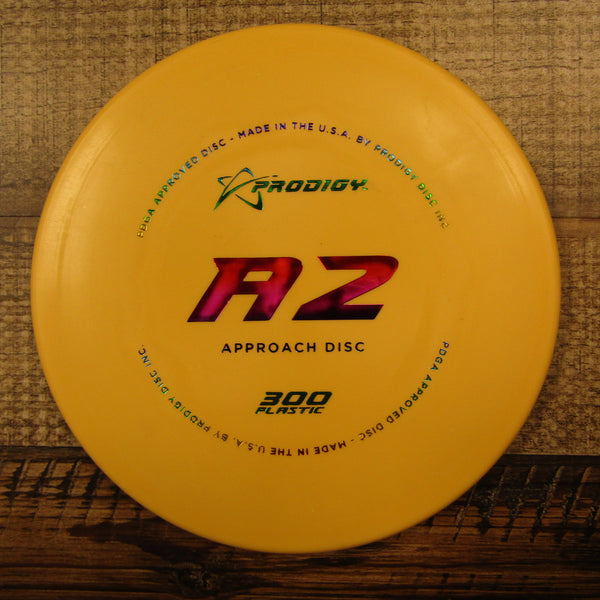 PDGA APPROVED DISC - MADE IN THE U.S.A. BY PRODIGY DISC INC.
PRODIGY
A2
APPROACH DISC
300
PLASTIC
PDGA APPROVED DISC - MADE IN THE U.S.A. BY PRODIGY DISC INC.